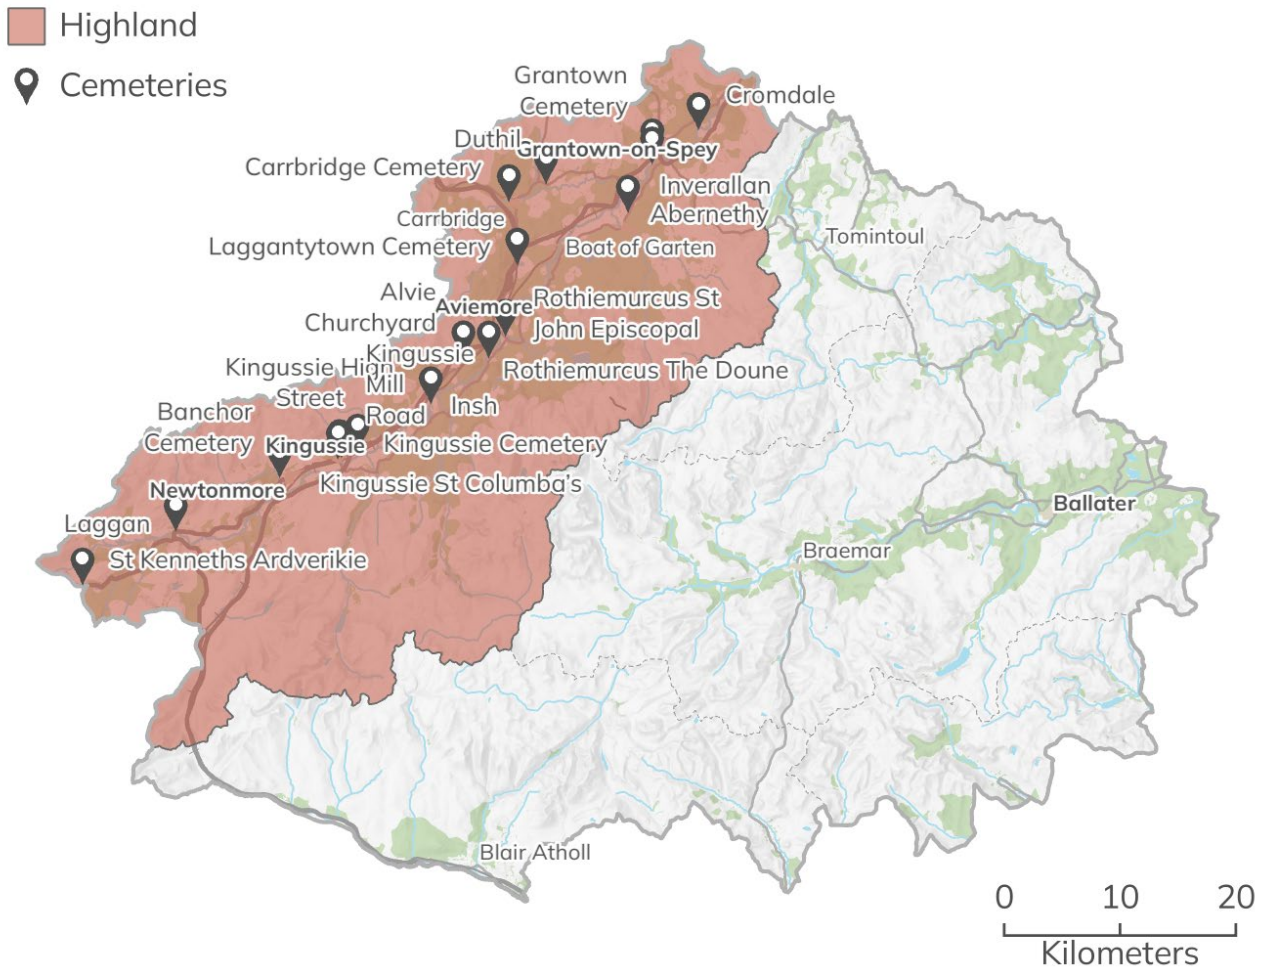 Highland
Cemeteries
Grantown
Cemetery
Cromdale
Duthil
Grantown-on-Spey
Carrbridge Cemetery
Inverallan
Abernethy
Carrbridge
Laggantytown Cemetery
Boat of Garten
Tomintoul
Alvie
Churchyard
Aviemore
Rothiemurcus St
John Episcopal
Kingussie High
Street
Kingussie
Mill
Road
Rothiemurcus The Doune
Insh
Banchor
Cemetery
Kingussie
Kingussie Cemetery
Kingussie St Columba's
Newtonmore
Laggan
St Kenneths Ardverikie
Ballater
Braemar
Blair Atholl
0 10 20
Kilometers